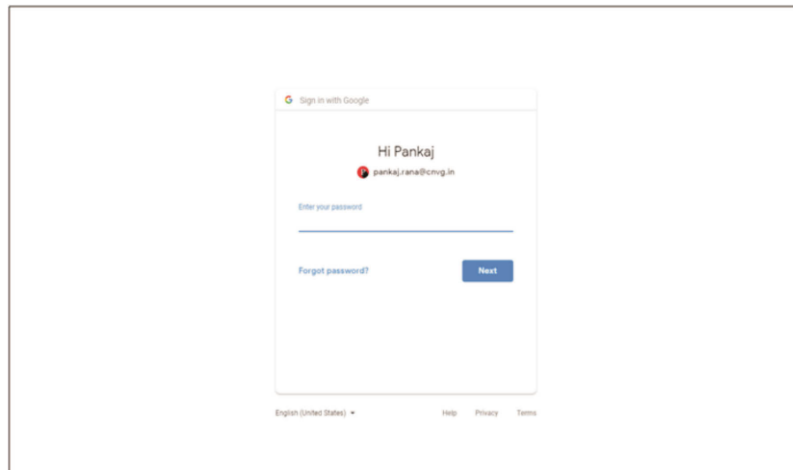 Sign in with Google
Hi Pankaj
pankaj.rana@cnvg.in
Enter your password
Forgot password? Next
English (United States) Help Privacy Terms